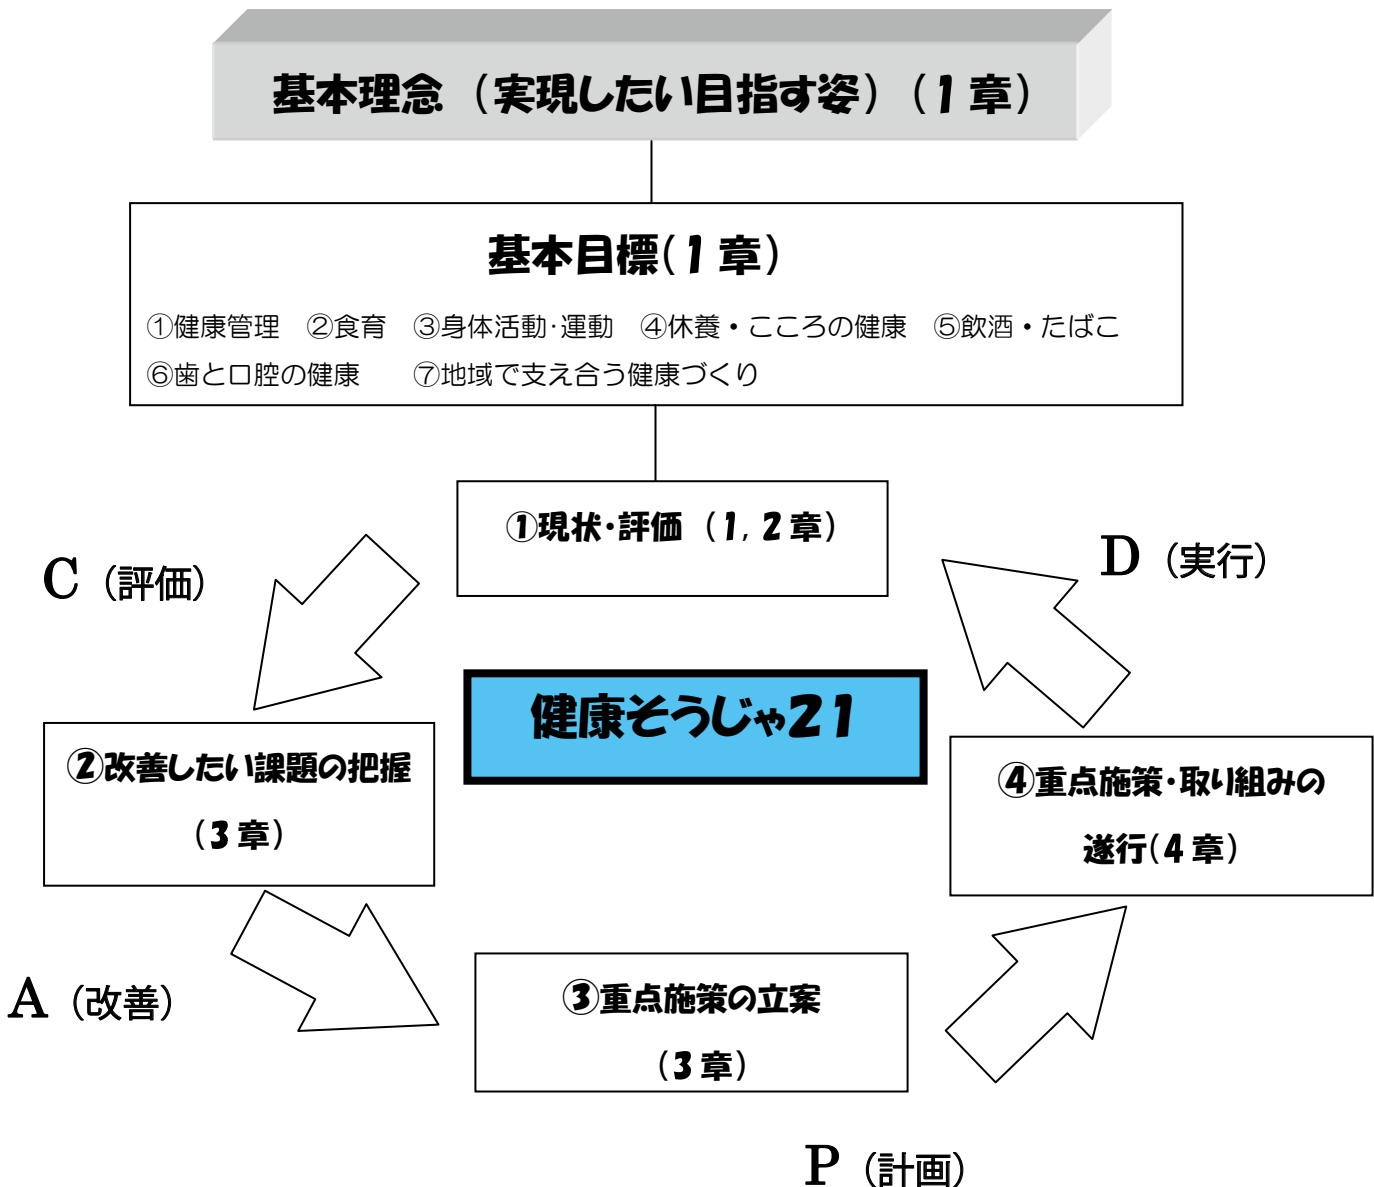 基本理念（実現したい目指す姿）（1章）
基本目標(1章)
①健康管理　②食育　③身体活動･運動　④休養・こころの健康　⑤飲酒・たばこ
⑥歯と口腔の健康　　⑦地域で支え合う健康づくり
①現状･評価（1, 2章）
C（評価）
D（実行）
健康そうじゃ21
②改善したい課題の把握
（3章）
④重点施策･取り組みの
遂行(4章)
A（改善）
③重点施策の立案
（3章）
P（計画）